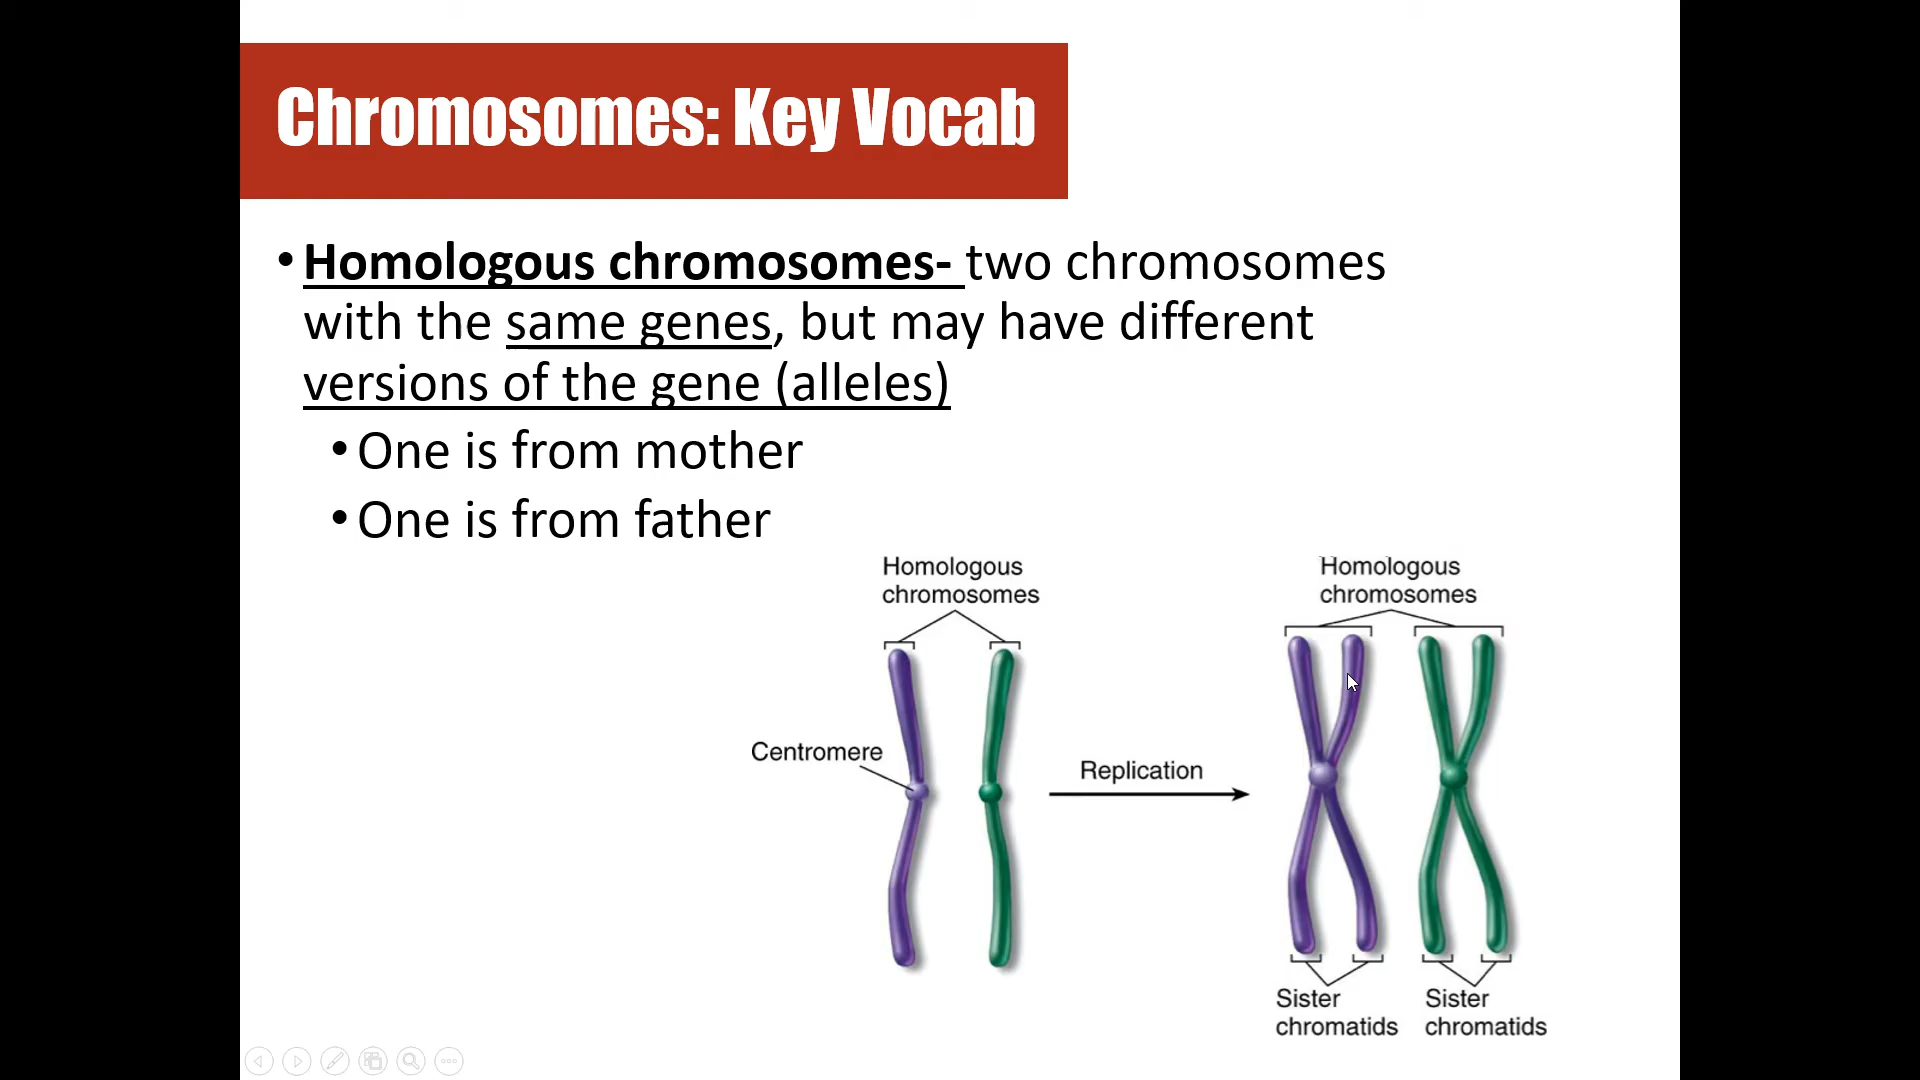 Chromosomes: Key Vocab
• Homologous chromosomes- two chromosomes
with the same genes, but may have different
versions of the gene (alleles)
• One is from mother
• One is from father
Homologous
chromosomes
Homologous
chromosomes
Centromere
Replication
Sister
chromatids
Sister
chromatids